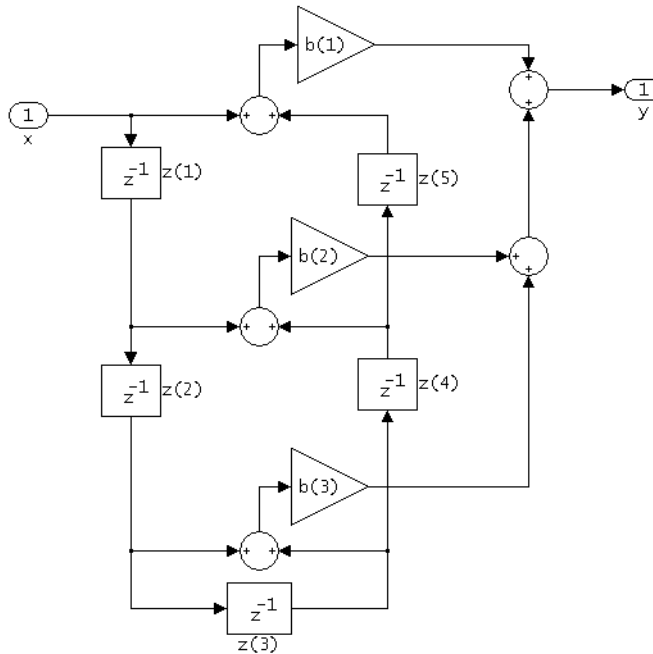 b(1)
+
+
1
x
+
+
1
y
z⁻¹
z(1)
z⁻¹
z(5)
b(2)
+
+
+
+
z⁻¹
z(2)
z⁻¹
z(4)
b(3)
+
+
z⁻¹
z(3)